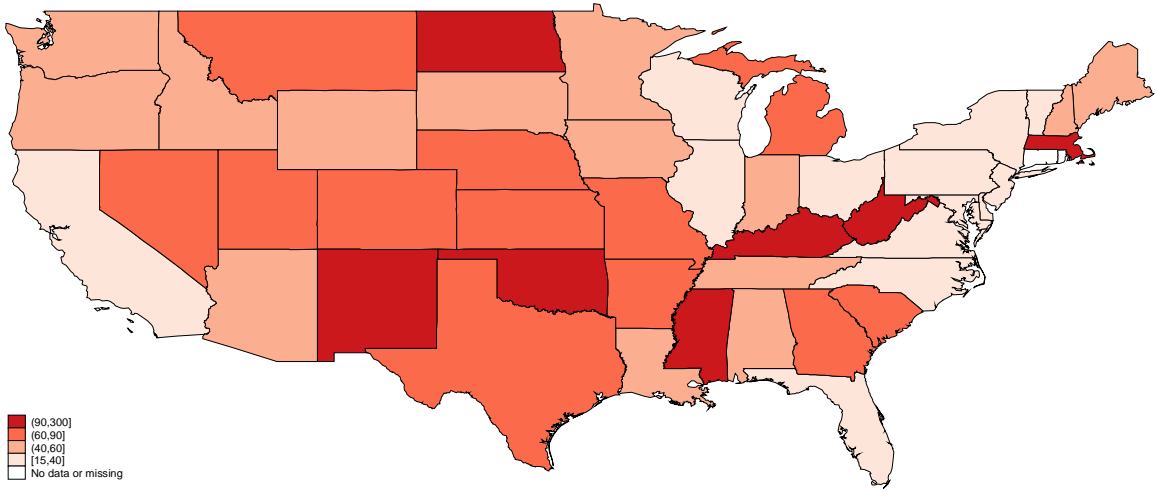 (90,300]
(60,90]
(40,60]
[15,40]
No data or missing